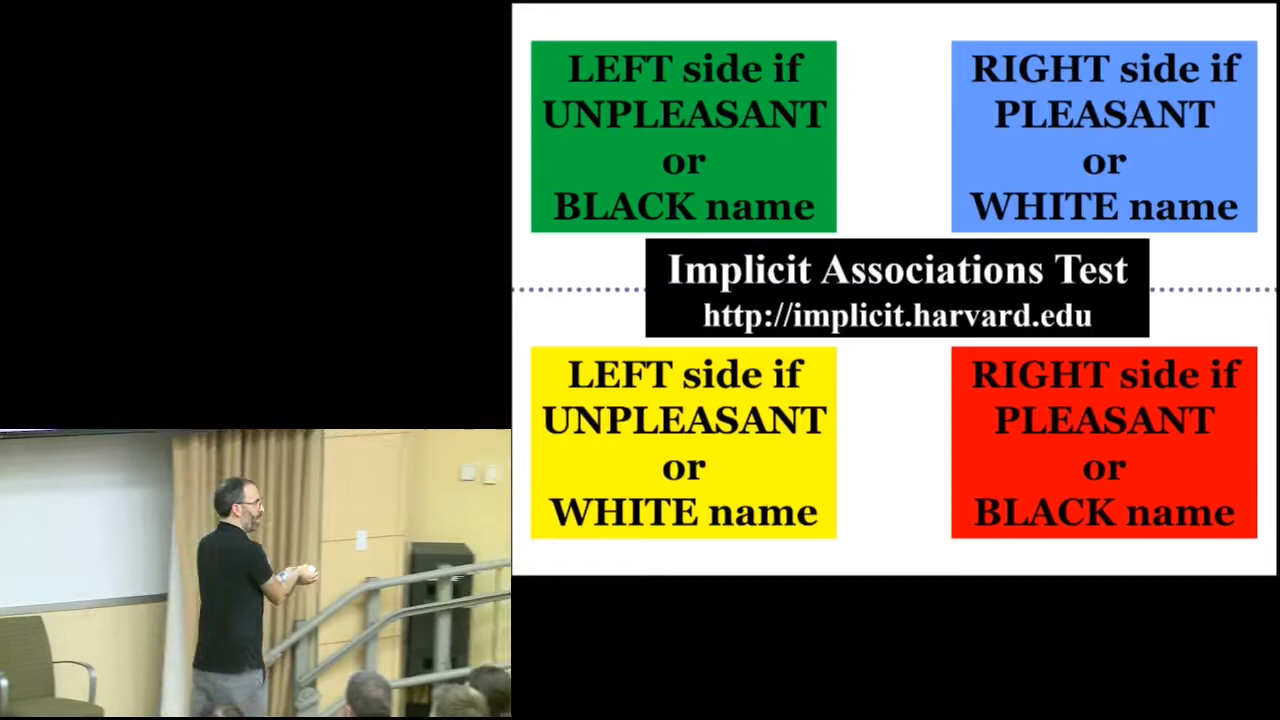 LEFT side if
UNPLEASANT
or
BLACK name
RIGHT side if
PLEASANT
or
WHITE name
Implicit Associations Test
http://implicit.harvard.edu
LEFT side if
UNPLEASANT
or
WHITE name
RIGHT side if
PLEASANT
or
BLACK name